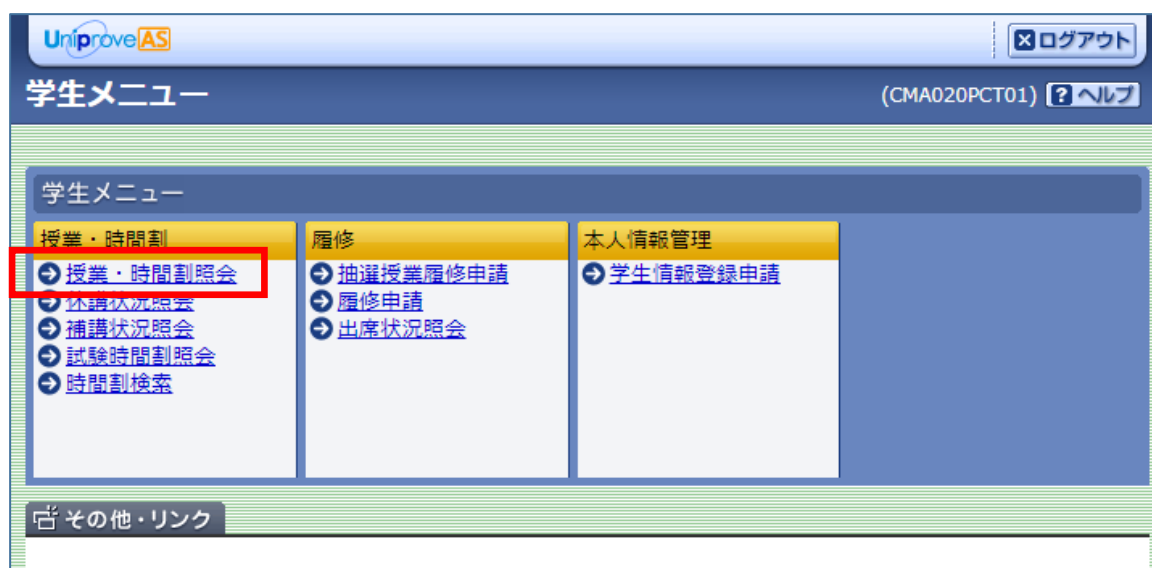 UniproveAS
ログアウト
学生メニュー
(CMA020PCT01)
? ヘルプ
学生メニュー
授業・時間割
授業・時間割照会
休講状況照会
補講状況照会
試験時間割照会
時間割検索
履修
抽選授業履修申請
履修申請
出席状況照会
本人情報管理
学生情報登録申請
その他・リンク